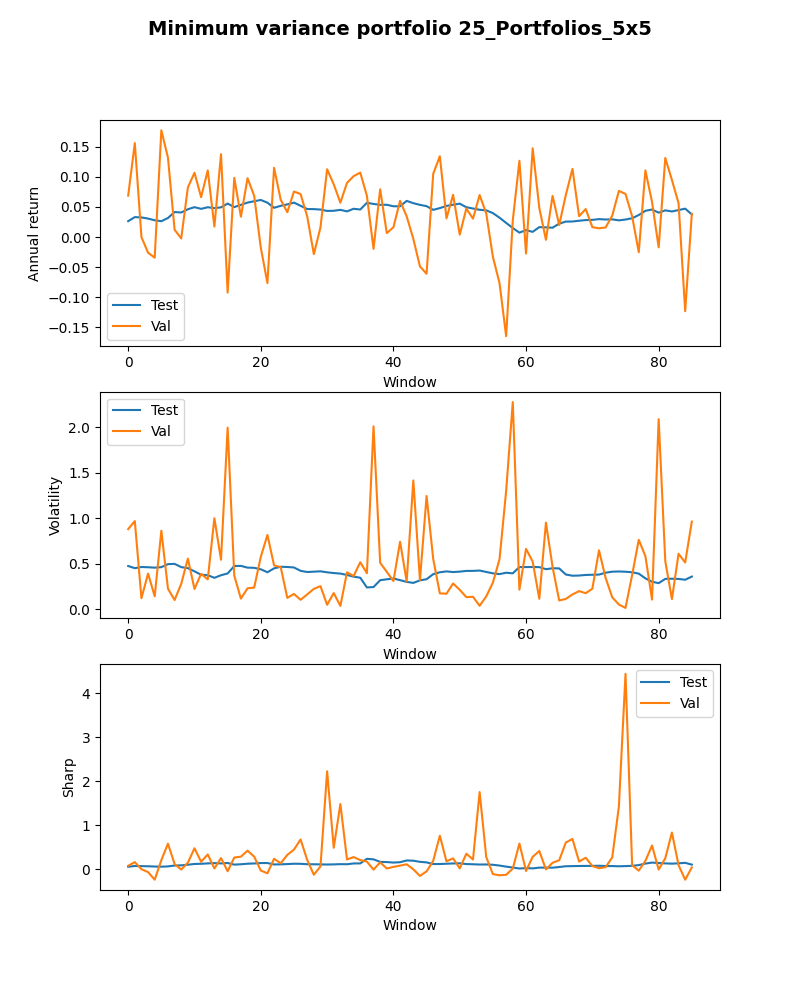 Minimum variance portfolio 25_Portfolios_5x5
Annual return
0.15
0.10
0.05
0.00
−0.05
−0.10
−0.15
Test
Val
0 20 40 60 80
Window
Volatility
2.0
1.5
1.0
0.5
0.0
Test
Val
0 20 40 60 80
Window
Sharp
4
3
2
1
0
Test
Val
0 20 40 60 80
Window